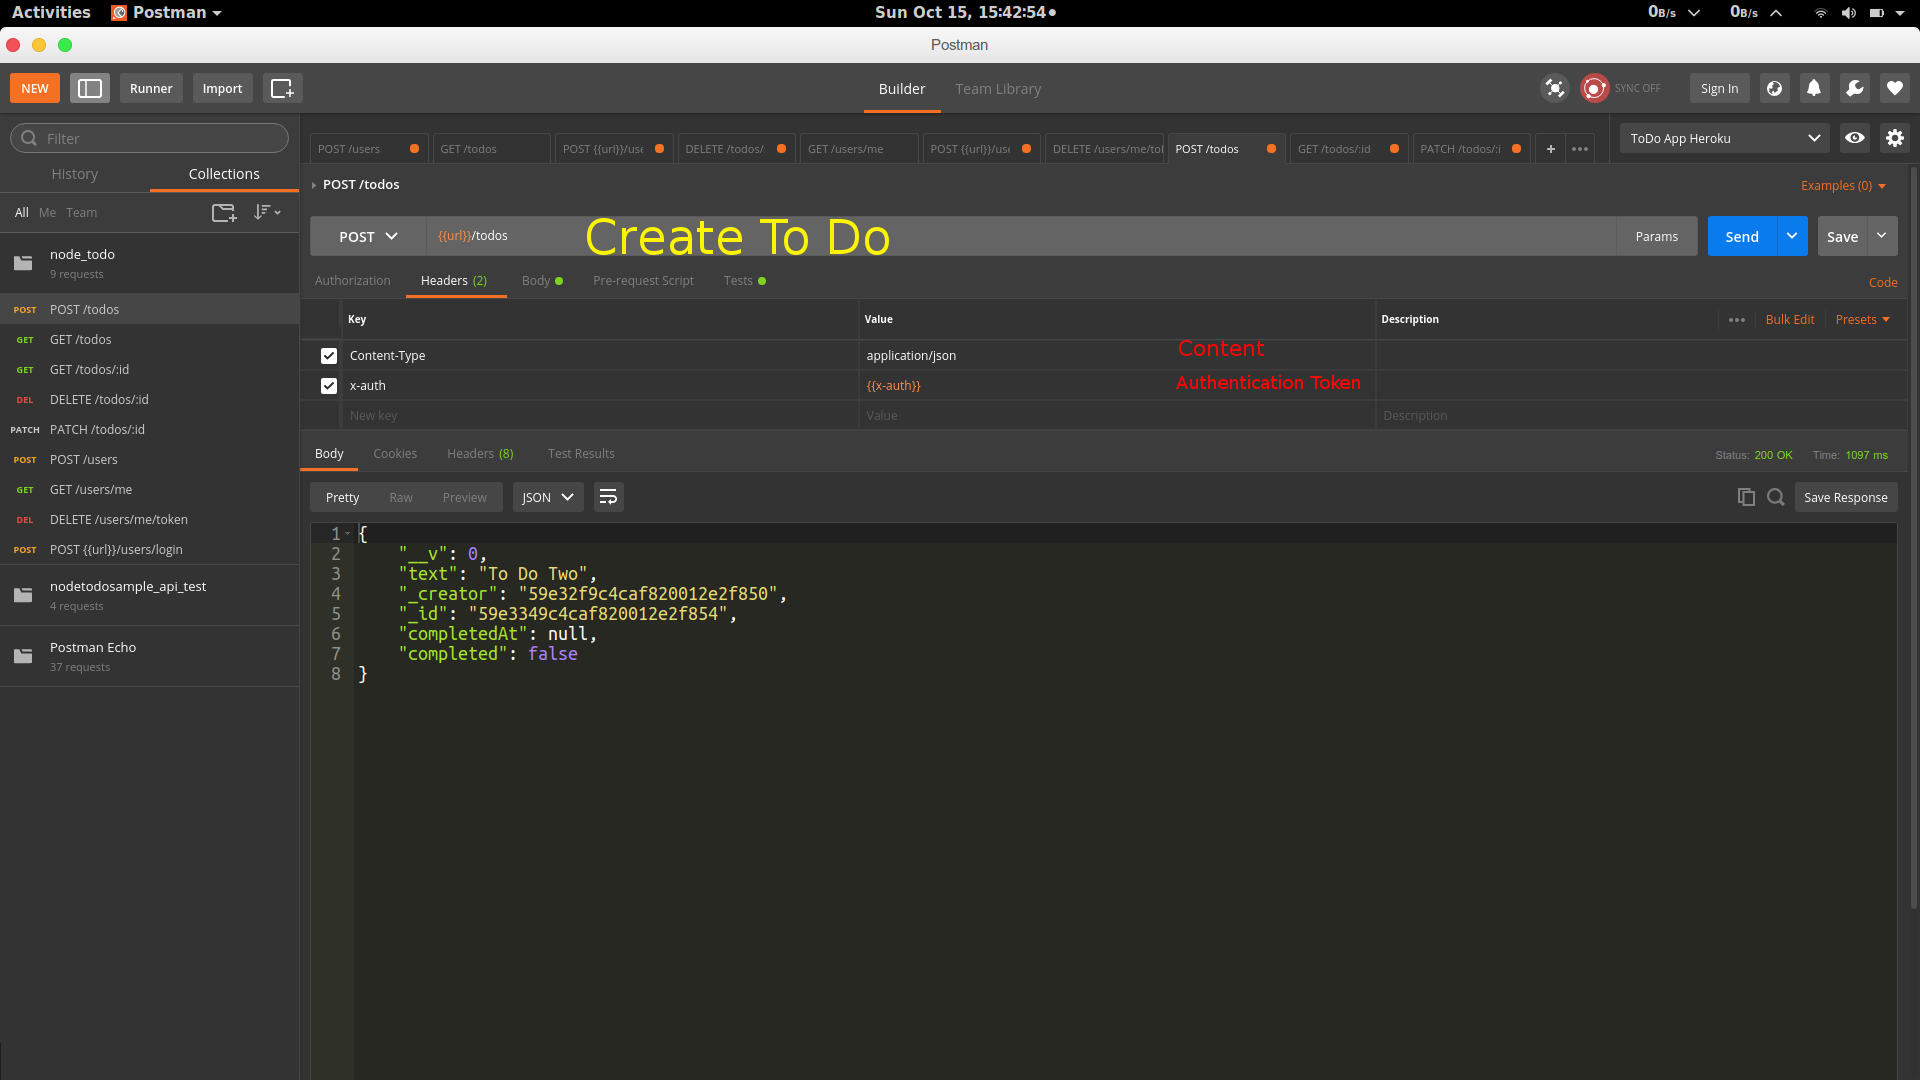 Activities Postman Sun Oct 15, 15:42:54 0B/s 0B/s
Postman
NEW Runner Import Builder Team Library SYNC OFF Sign In
Filter
POST /users GET /todos POST {{url}}/use DELETE /todos/: GET /users/me POST {{url}}/use DELETE /users/me/to POST /todos GET /todos/:id PATCH /todos/:i + ToDo App Heroku
History Collections
POST /todos Examples (0)
All Me Team
POST {{url}}/todos Create To Do Params Send Save
node_todo
9 requests
Authorization Headers (2) Body Pre-request Script Tests Code
POST POST /todos
Key Value Description Bulk Edit Presets
GET GET /todos
Content-Type application/json Content
GET GET /todos/:id
x-auth {{x-auth}} Authentication Token
DEL DELETE /todos/:id
New key Value Description
PATCH PATCH /todos/:id
Body Cookies Headers (8) Test Results Status: 200 OK Time: 1097 ms
POST POST /users
GET GET /users/me
Pretty Raw Preview JSON Save Response
DEL DELETE /users/me/token
POST POST {{url}}/users/login
nodetodosample_api_test
4 requests
Postman Echo
37 requests
1 {
2 "__v": 0,
3 "text": "To Do Two",
4 "_creator": "59e32f9c4caf820012e2f850",
5 "_id": "59e3349c4caf820012e2f854",
6 "completedAt": null,
7 "completed": false
8 }